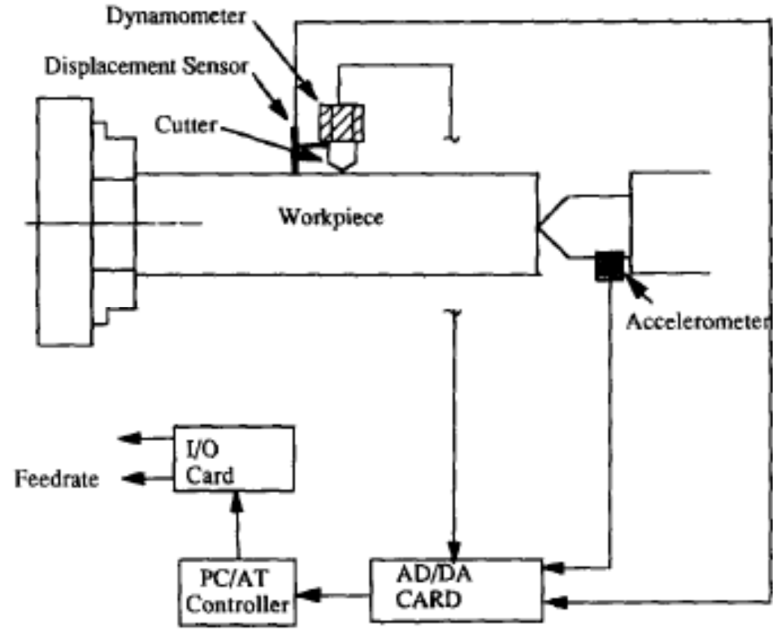 Dynamometer
Displacement Sensor
Cutter
Workpiece
Accelerometer
I/O
Card
Feedrate
PC/AT
Controller
AD/DA
CARD